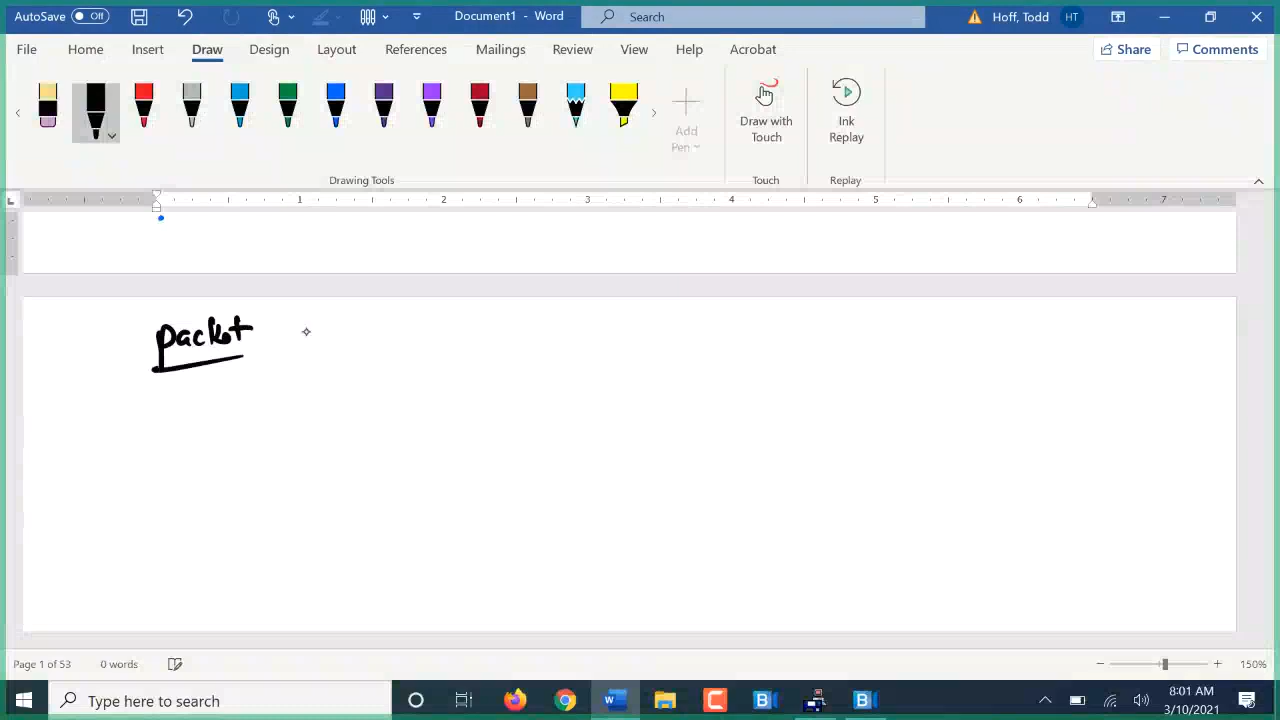 AutoSave Off Document1 - Word Search Hoff, Todd HT
File Home Insert Draw Design Layout References Mailings Review View Help Acrobat Share Comments
Add Pen
Draw with Touch
Ink Replay
Drawing Tools Touch Replay
1 2 3 4 5 6 7
packet
Page 1 of 53 0 words 150%
Type here to search
8:01 AM
3/10/2021